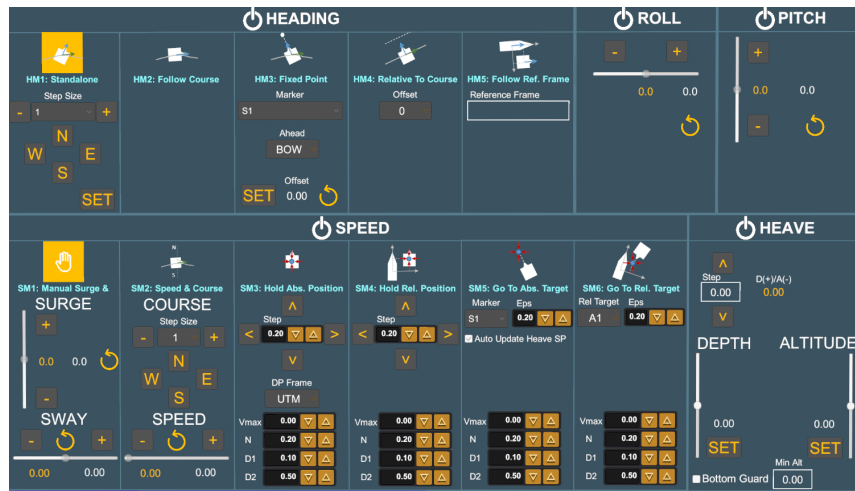 HEADING
HM1: Standalone
Step Size
- 1 +
N
W E
S
SET
HM2: Follow Course
HM3: Fixed Point
Marker
S1
Ahead
BOW
Offset
SET 0.00
HM4: Relative To Course
Offset
0
HM5: Follow Ref. Frame
Reference Frame
ROLL
- +
0.0 0.0
PITCH
+
0.0 0.0
-
SPEED
SM1: Manual Surge &
SURGE
+
0.0 0.0
-
SWAY
- +
0.00 0.00
N
S
SM2: Speed & Course
COURSE
Step Size
- 1 +
N
W E
S
SPEED
- +
0.00 0.00
SM3: Hold Abs. Position
Step
0.20
DP Frame
UTM
Vmax 0.00
N 0.20
D1 0.10
D2 0.50
SM4: Hold Rel. Position
Step
0.20
Vmax 0.00
N 0.20
D1 0.10
D2 0.50
SM5: Go To Abs. Target
Marker Eps
S1 0.20
Auto Update Heave SP
Vmax 0.00
N 0.20
D1 0.10
D2 0.50
SM6: Go To Rel. Target
Rel Target Eps
A1 0.20
Vmax 0.00
N 0.20
D1 0.10
D2 0.50
HEAVE
Step D(+)/A(-)
0.00 0.00
DEPTH ALTITUDE
0.00 0.00
SET SET
Min Alt
Bottom Guard 0.00